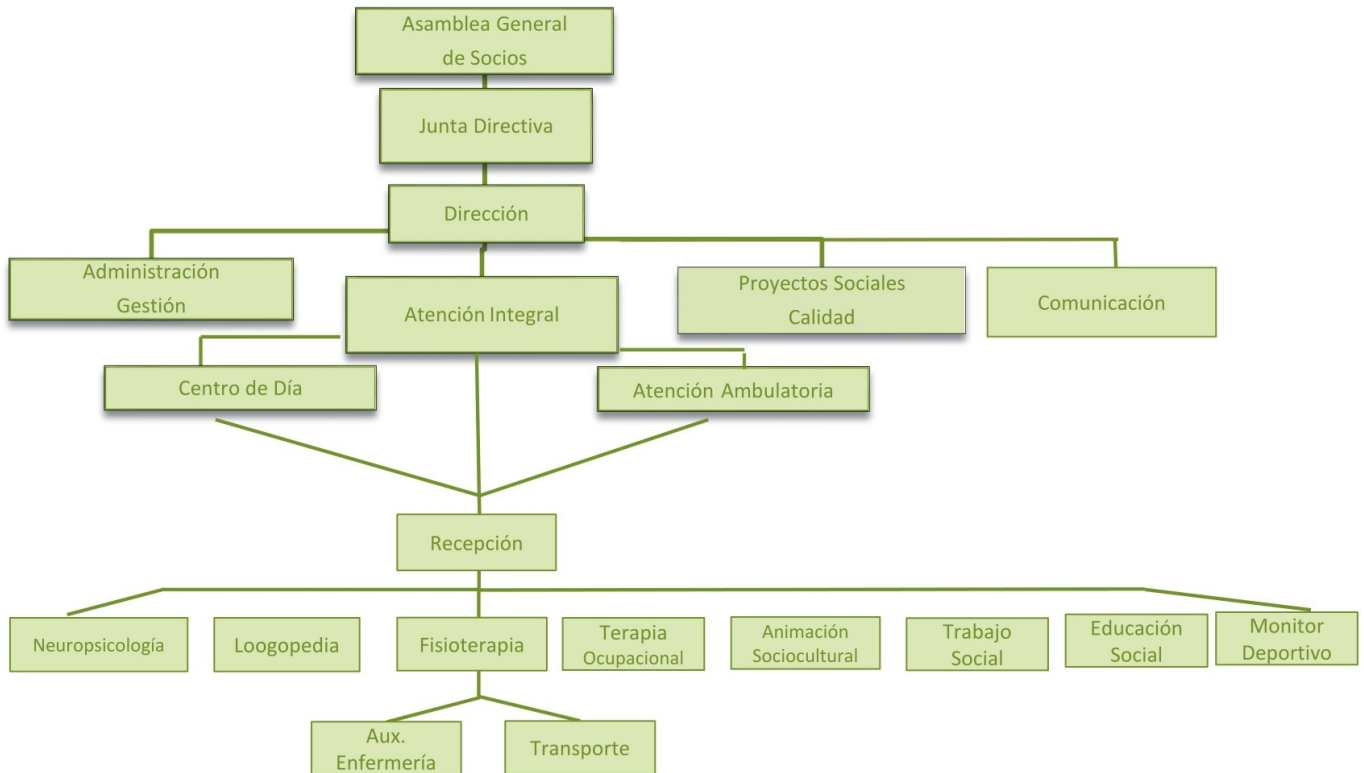 Asamblea General
de Socios
Junta Directiva
Dirección
Administración
Gestión
Atención Integral
Proyectos Sociales
Calidad
Comunicación
Centro de Día
Atención Ambulatoria
Recepción
Neuropsicología
Loogopedia
Fisioterapia
Terapia
Ocupacional
Animación
Sociocultural
Trabajo
Social
Educación
Social
Monitor
Deportivo
Aux.
Enfermería
Transporte